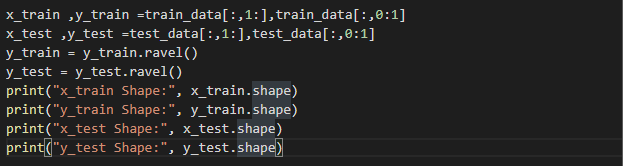 x_train ,y_train =train_data[:,1:],train_data[:,0:1]
x_test ,y_test =test_data[:,1:],test_data[:,0:1]
y_train = y_train.ravel()
y_test = y_test.ravel()
print("x_train Shape:", x_train.shape)
print("y_train Shape:", y_train.shape)
print("x_test Shape:", x_test.shape)
print("y_test Shape:", y_test.shape)